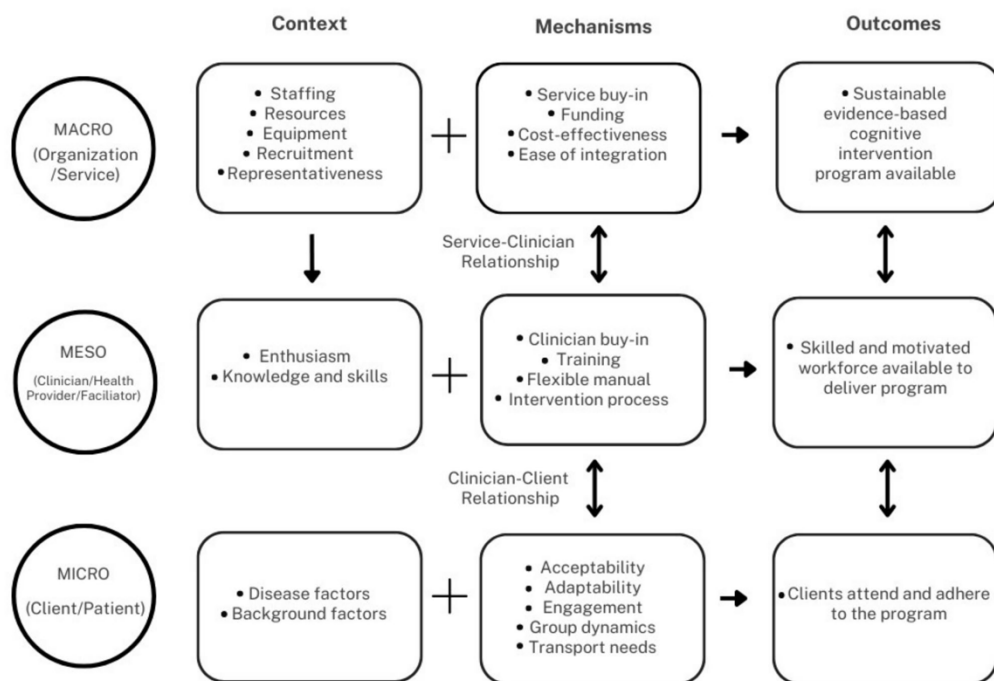 Context
Mechanisms
Outcomes
MACRO
(Organization
/Service)
• Staffing
• Resources
• Equipment
• Recruitment
• Representativeness
• Service buy-in
• Funding
• Cost-effectiveness
• Ease of integration
• Sustainable
evidence-based
cognitive
intervention
program available
Service-Clinician
Relationship
MESO
(Clinician/Health
Provider/Faciliator)
• Enthusiasm
• Knowledge and skills
• Clinician buy-in
• Training
• Flexible manual
• Intervention process
• Skilled and motivated
workforce available to
deliver program
Clinician-Client
Relationship
MICRO
(Client/Patient)
• Disease factors
• Background factors
• Acceptability
• Adaptability
• Engagement
• Group dynamics
• Transport needs
• Clients attend and adhere
to the program